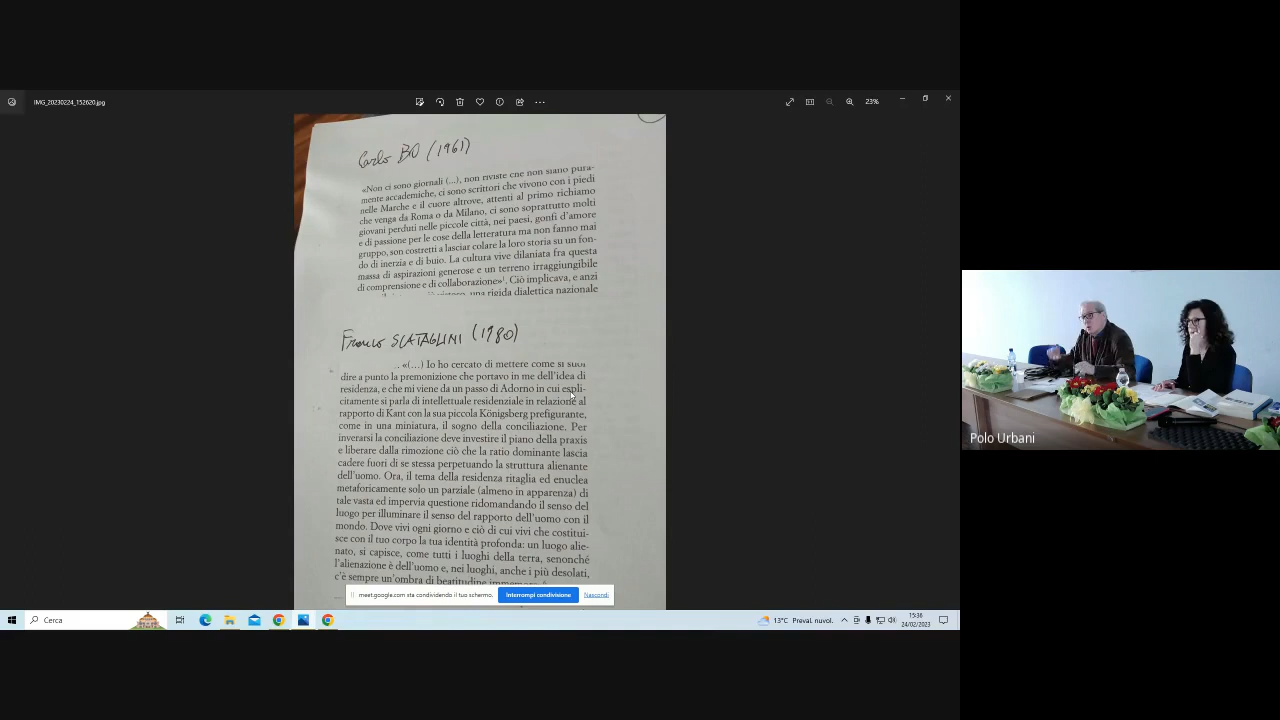 IMG_20230224_152620.jpg
23%
Carlo BO (1961)
«Non ci sono giornali (...), non riviste che non siano pura-
mente accademiche, ci sono scrittori che vivono con i piedi
nelle Marche e il cuore altrove, attenti al primo richiamo
che venga da Roma o da Milano, ci sono soprattutto molti
giovani perduti nelle piccole città, nei paesi, gonfi d'amore
e di passione per le cose della letteratura ma non fanno mai
gruppo, son costretti a lasciar colare la loro storia su un fon-
do di inerzia e di buio. La cultura vive dilaniata fra questa
massa di aspirazioni generose e un terreno irraggiungibile
di comprensione e di collaborazione»¹. Ciò implicava, e anzi
una rigida dialettica nazionale
Franco SCATAGLINI (1980)
«(...) Io ho cercato di mettere come si suol
dire a punto la premonizione che portavo in me dell'idea di
residenza, e che mi viene da un passo di Adorno in cui espli-
citamente si parla di intellettuale residenziale in relazione al
rapporto di Kant con la sua piccola Königsberg prefigurante,
come in una miniatura, il sogno della conciliazione. Per
inverarsi la conciliazione deve investire il piano della praxis
e liberare dalla rimozione ciò che la ratio dominante lascia
cadere fuori di se stessa perpetuando la struttura alienante
dell'uomo. Ora, il tema della residenza ritaglia ed enuclea
metaforicamente solo un parziale (almeno in apparenza) di
tale vasta ed impervia questione ridomandando il senso del
luogo per illuminare il senso del rapporto dell'uomo con il
mondo. Dove vivi ogni giorno e ciò di cui vivi che costitui-
sce con il tuo corpo la tua identità profonda: un luogo alie-
nato, si capisce, come tutti i luoghi della terra, senonché
l'alienazione è dell'uomo e, nei luoghi, anche i più desolati,
c'è sempre un'ombra di beatitudine
meet.google.com sta condividendo il tuo schermo.
Interrompi condivisione
Nascondi
Polo Urbani
Cerca
13°C Preval. nuvol.
15:36
24/02/2023